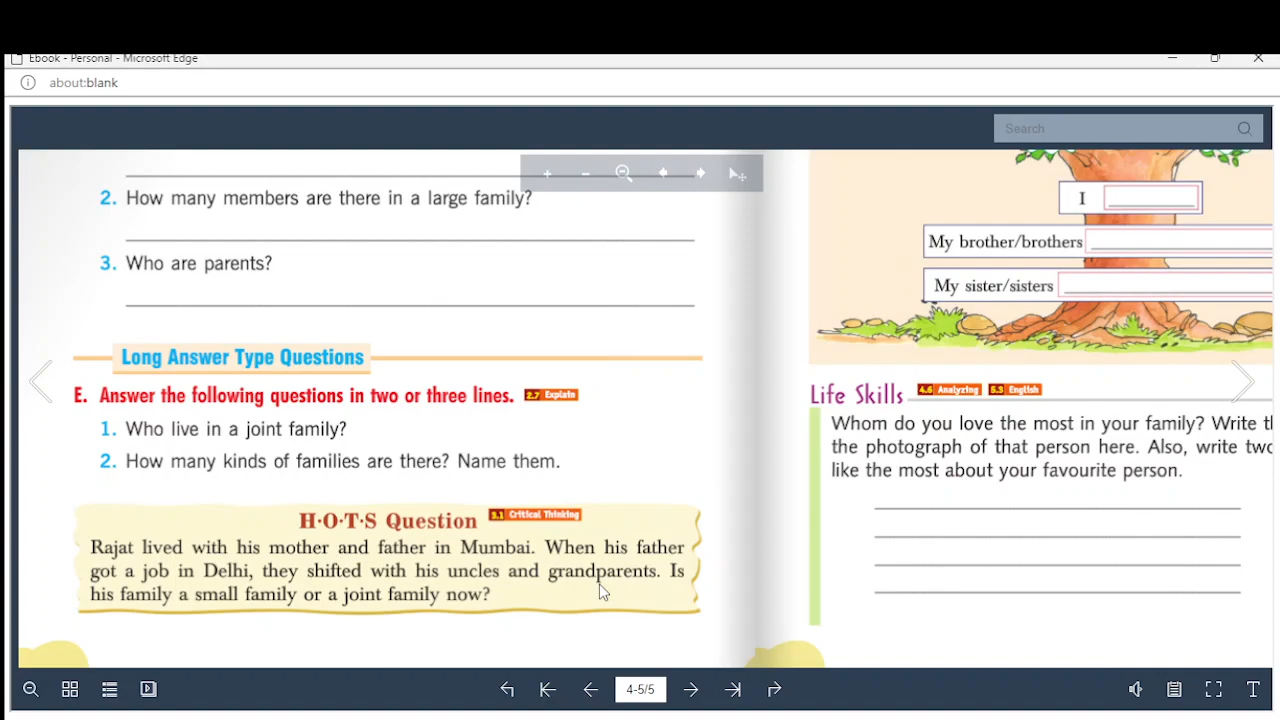 Ebook - Personal - Microsoft Edge
about:blank
Search
2. How many members are there in a large family?
3. Who are parents?
Long Answer Type Questions
E. Answer the following questions in two or three lines. 2.7 Explain
1. Who live in a joint family?
2. How many kinds of families are there? Name them.
H·O·T·S Question 3.1 Critical Thinking
Rajat lived with his mother and father in Mumbai. When his father
got a job in Delhi, they shifted with his uncles and grandparents. Is
his family a small family or a joint family now?
I
My brother/brothers
My sister/sisters
Life Skills 4.6 Analyzing 5.3 English
Whom do you love the most in your family? Write
the photograph of that person here. Also, write
like the most about your favourite person.
4-5/5